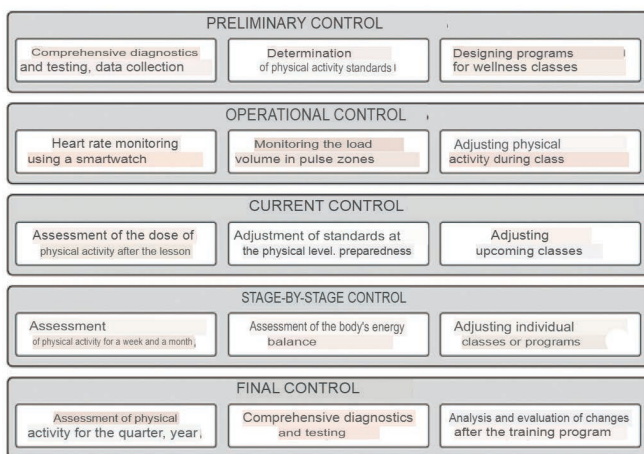 PRELIMINARY CONTROL
Comprehensive diagnostics
and testing, data collection
Determination
of physical activity standards
Designing programs
for wellness classes
OPERATIONAL CONTROL
Heart rate monitoring
using a smartwatch
Monitoring the load
volume in pulse zones
Adjusting physical
activity during class
CURRENT CONTROL
Assessment of the dose of
physical activity after the lesson
Adjustment of standards at
the physical level. preparedness
Adjusting
upcoming classes
STAGE-BY-STAGE CONTROL
Assessment
of physical activity for a week and a month
Assessment of the body's energy
balance
Adjusting individual
classes or programs
FINAL CONTROL
Assessment of physical
activity for the quarter, year
Comprehensive diagnostics
and testing
Analysis and evaluation of changes
after the training program